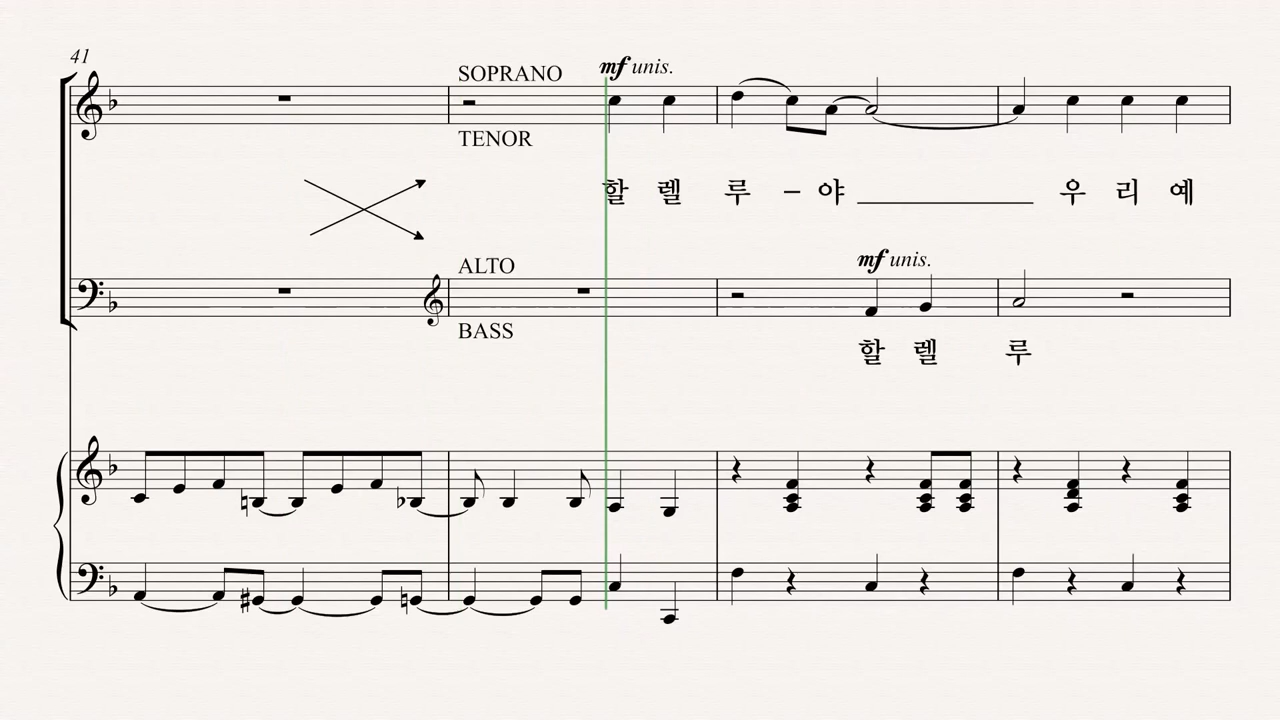 41
SOPRANO
mf unis.
TENOR
할 렐 루 – 야 우 리 예
mf unis.
ALTO
BASS
할 렐 루